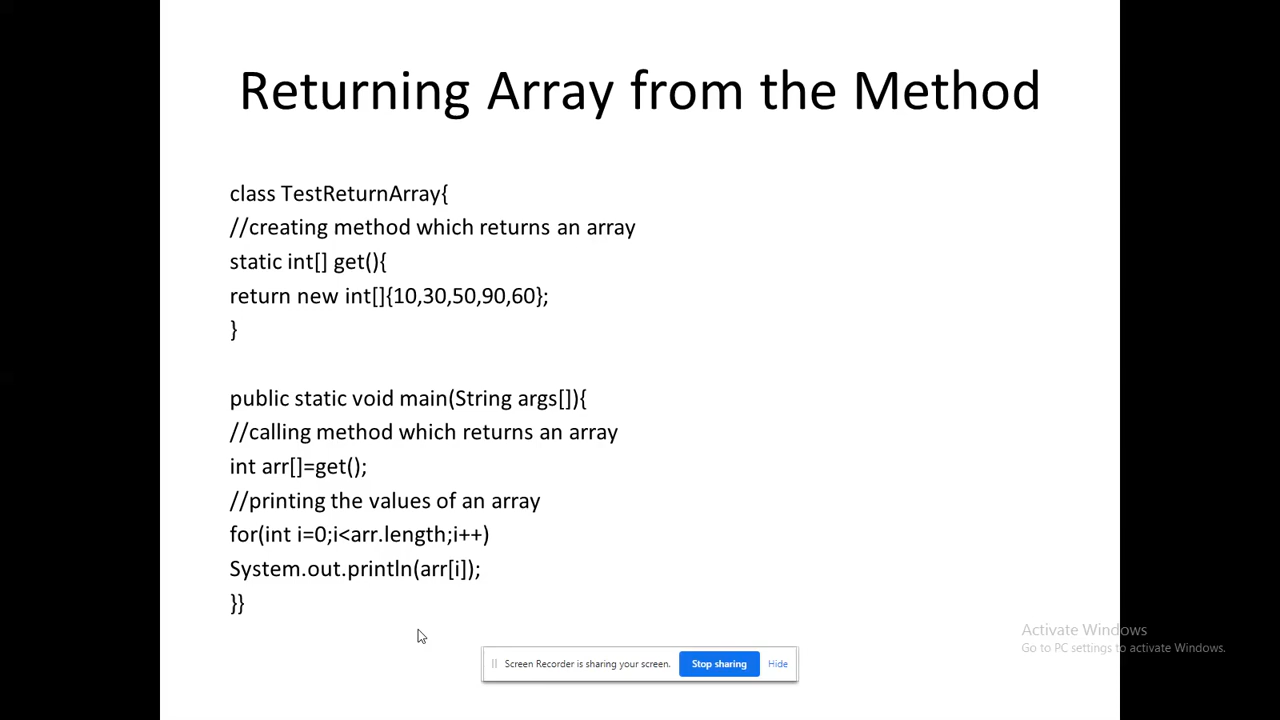 Returning Array from the Method
class TestReturnArray{
//creating method which returns an array
static int[] get(){
return new int[]{10,30,50,90,60};
}
public static void main(String args[]){
//calling method which returns an array
int arr[]=get();
//printing the values of an array
for(int i=0;i<arr.length;i++)
System.out.println(arr[i]);
}}
Activate Windows
Go to PC settings to activate Windows.
Screen Recorder is sharing your screen. Stop sharing Hide